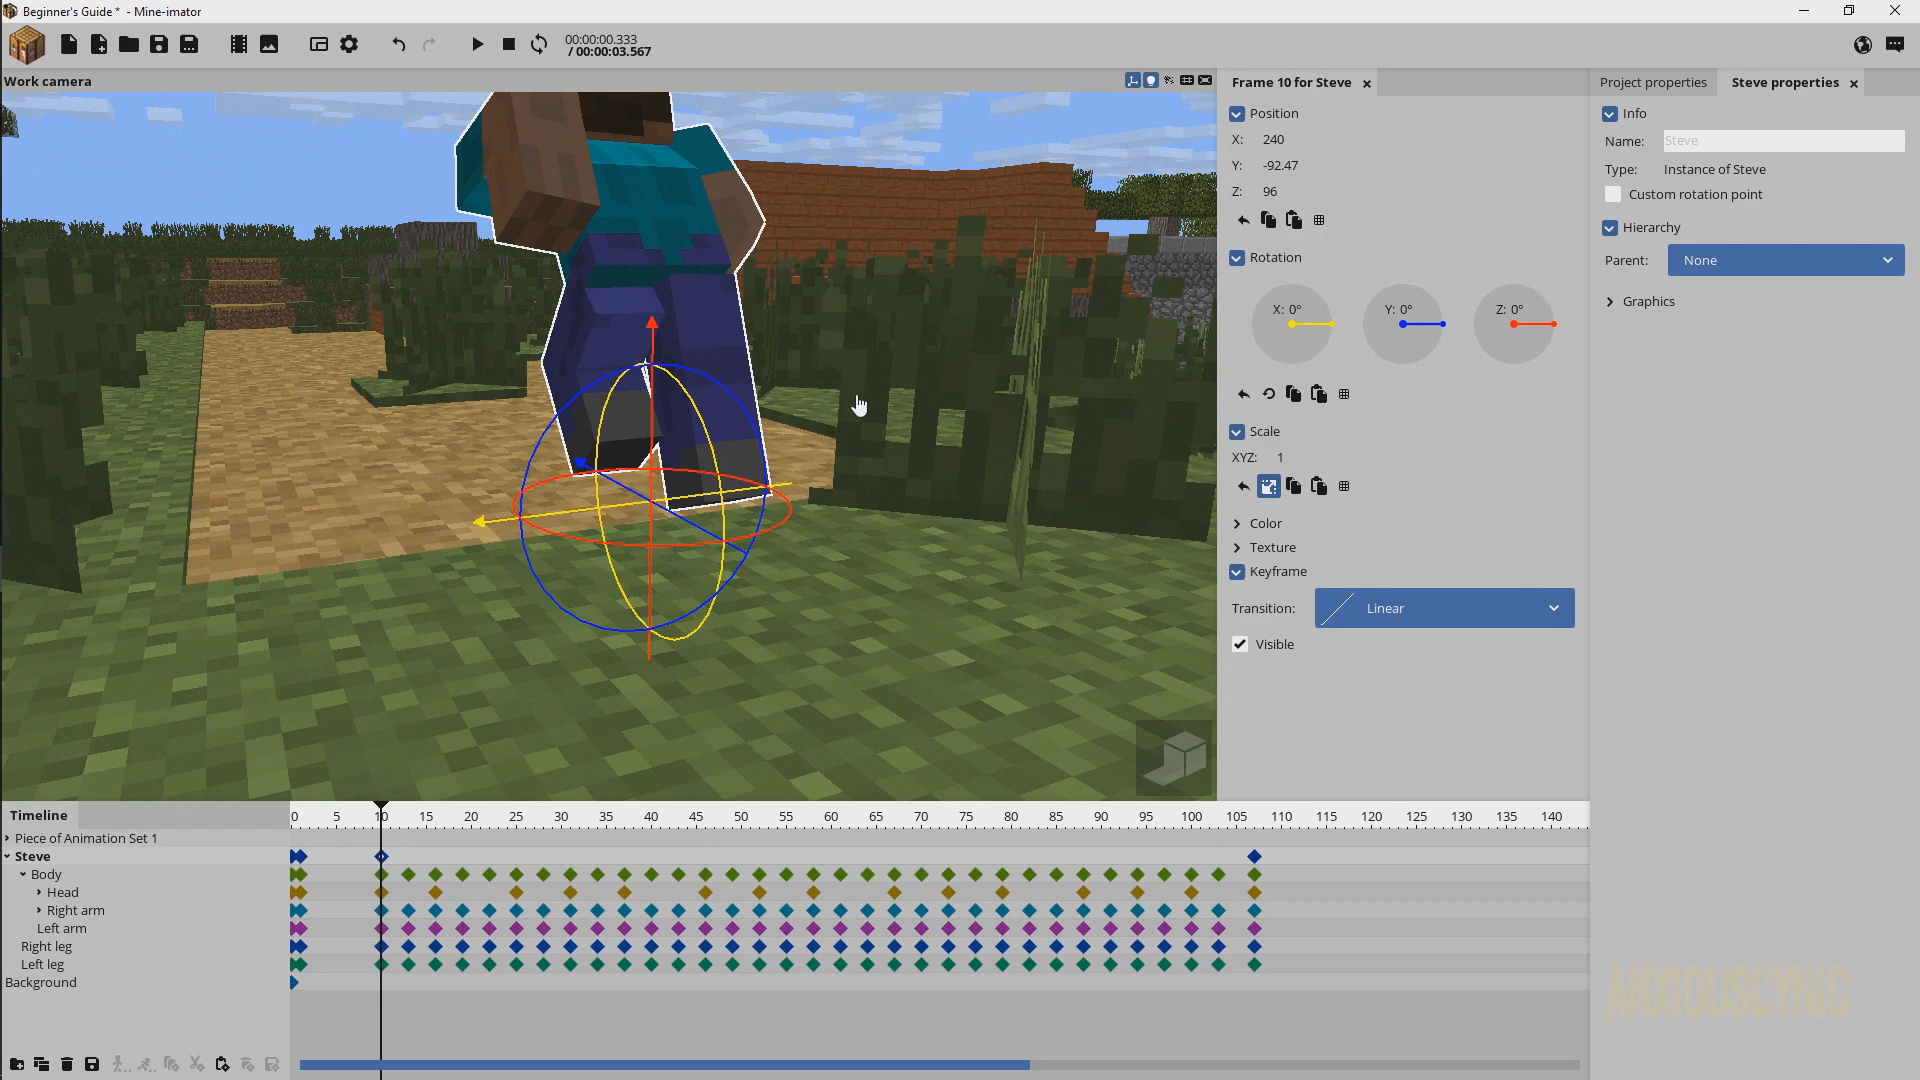 Beginner's Guide * - Mine-imator
00:00:00.333
/ 00:00:03.567
Work camera
Frame 10 for Steve
Position
X: 240
Y: -92.47
Z: 96
Rotation
X: 0° Y: 0° Z: 0°
Scale
XYZ: 1
Color
Texture
Keyframe
Transition: Linear
Visible
Project properties Steve properties
Info
Name: Steve
Type: Instance of Steve
Custom rotation point
Hierarchy
Parent: None
Graphics
Timeline
0 5 10 15 20 25 30 35 40 45 50 55 60 65 70 75 80 85 90 95 100 105 110 115 120 125 130 135 140
Piece of Animation Set 1
Steve
Body
Head
Right arm
Left arm
Right leg
Left leg
Background
ANXIOUSCYNIC